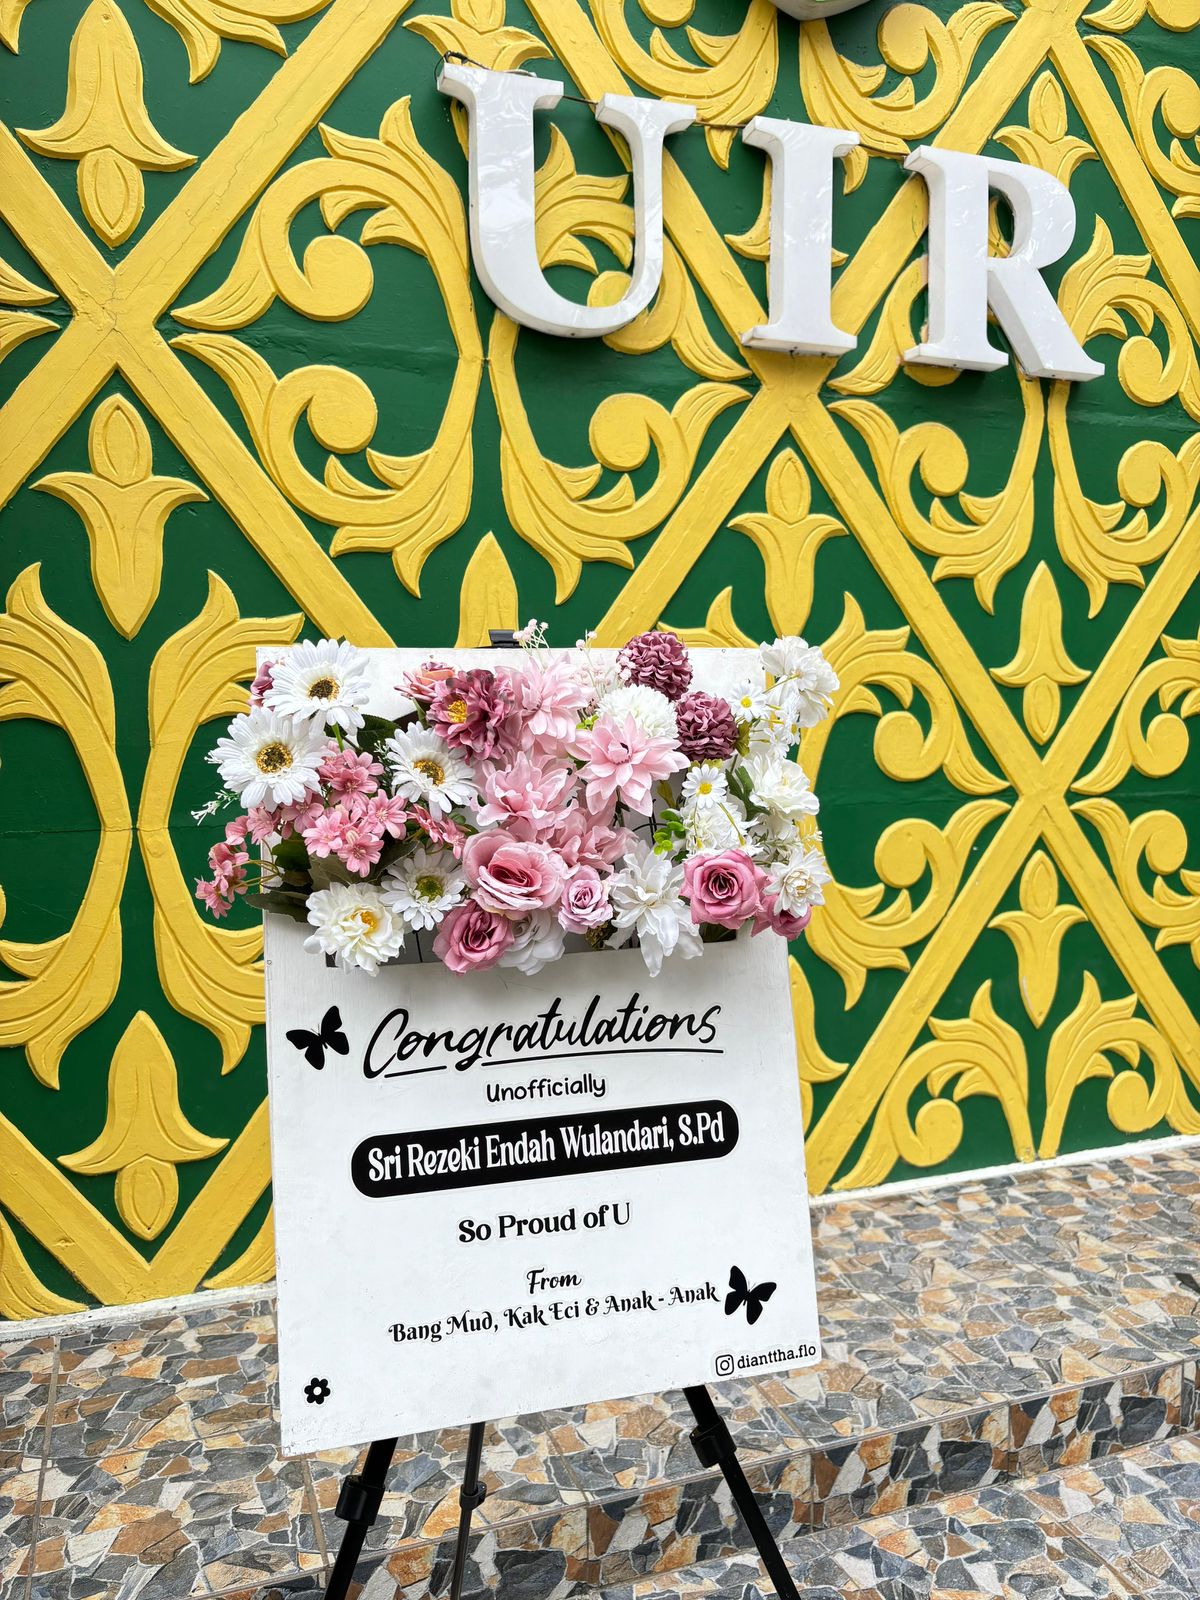 UIR
Congratulations
Unofficially
Sri Rezeki Endah Wulandari, S.Pd
So Proud of U
From
Bang Mud, Kak Eci & Anak - Anak
dianttha.flo